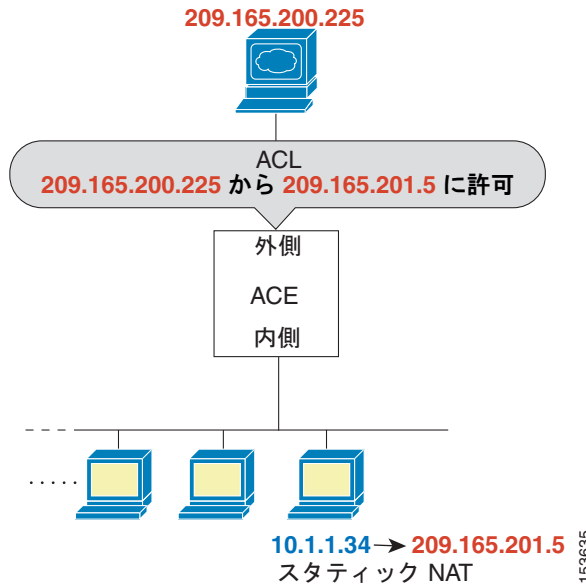 209.165.200.225
ACL
209.165.200.225 から 209.165.201.5 に許可
外側
ACE
内側
10.1.1.34 → 209.165.201.5
スタティック NAT
153635